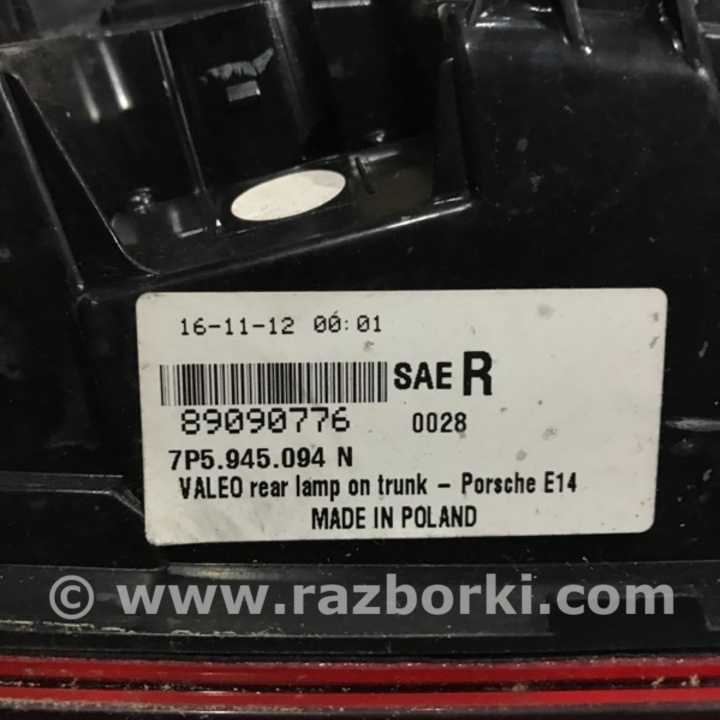 16-11-12 00:01
SAE R
89090776 0028
7P5.945.094 N
VALEO rear lamp on trunk - Porsche E14
MADE IN POLAND
© www.razborki.com